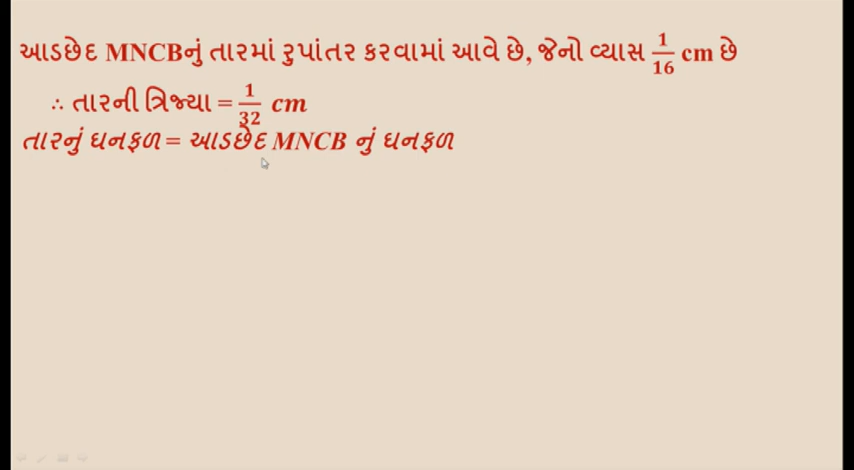 આડછેદ MNCBનું તારમાં રુપાંતર કરવામાં આવે છે, જેનો વ્યાસ 1/16 cm છે
∴ તારની ત્રિજ્યા = 1/32 cm
તારનું ઘનફળ = આડછેદ MNCB નું ઘનફળ